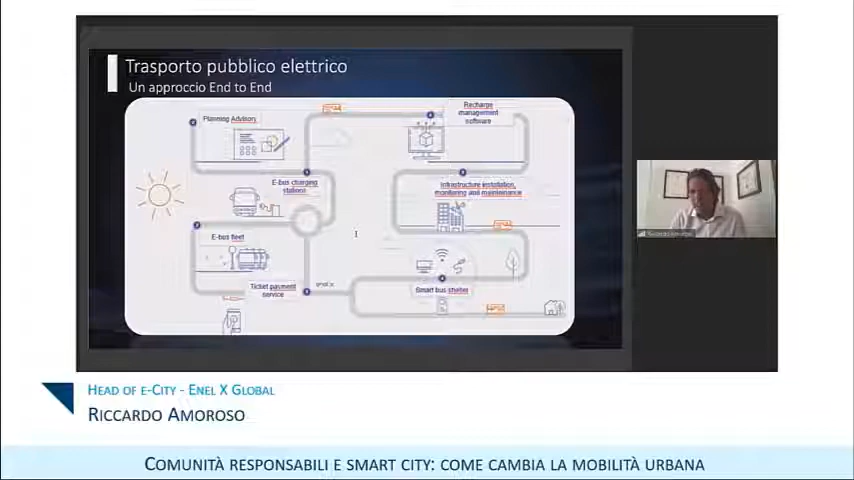 Trasporto pubblico elettrico
Un approccio End to End
Planning Advisory
Recharge
management
software
E-bus charging
stations
Infrastructure installation,
monitoring and maintenance
E-bus fleet
Ticket payment
service
Smart bus shelter
HEAD OF E-CITY - ENEL X GLOBAL
RICCARDO AMOROSO
COMUNITÀ RESPONSABILI E SMART CITY: COME CAMBIA LA MOBILITÀ URBANA